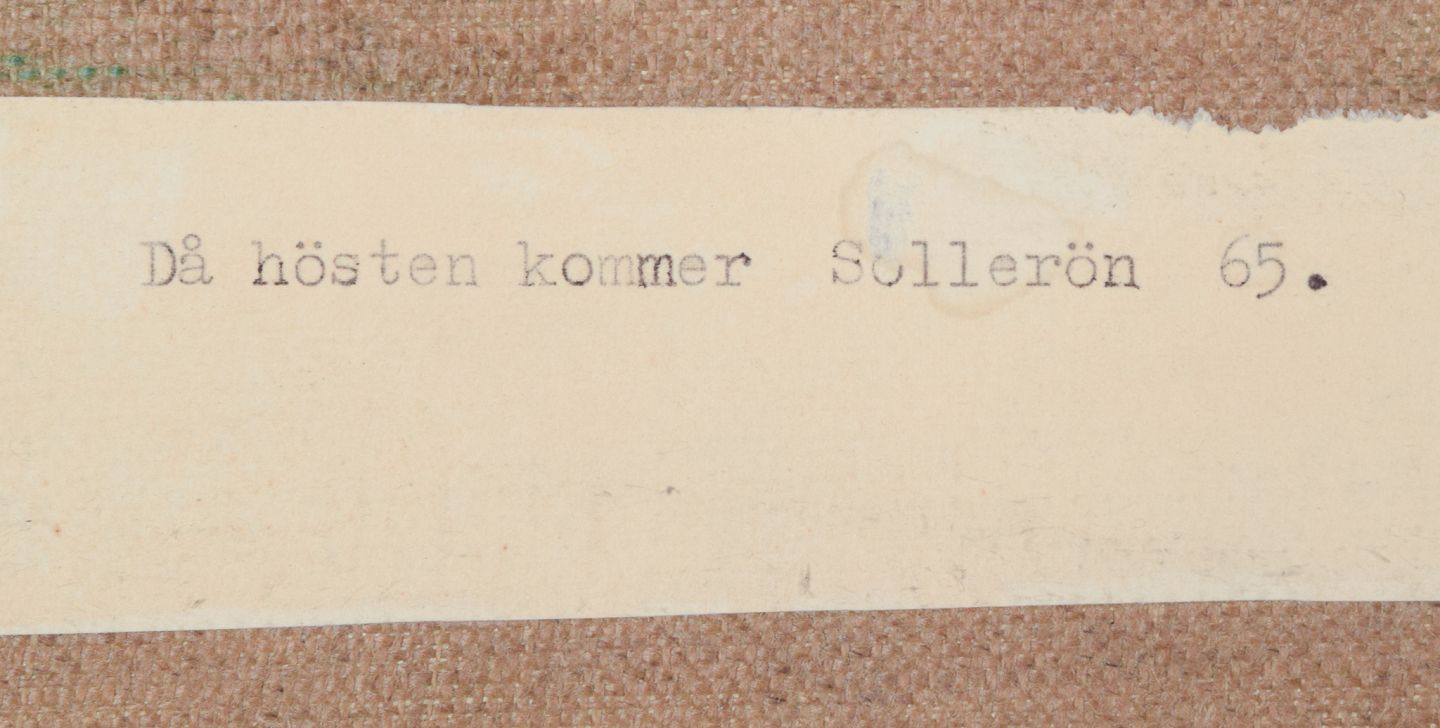 Då hösten kommer Sollerön 65.